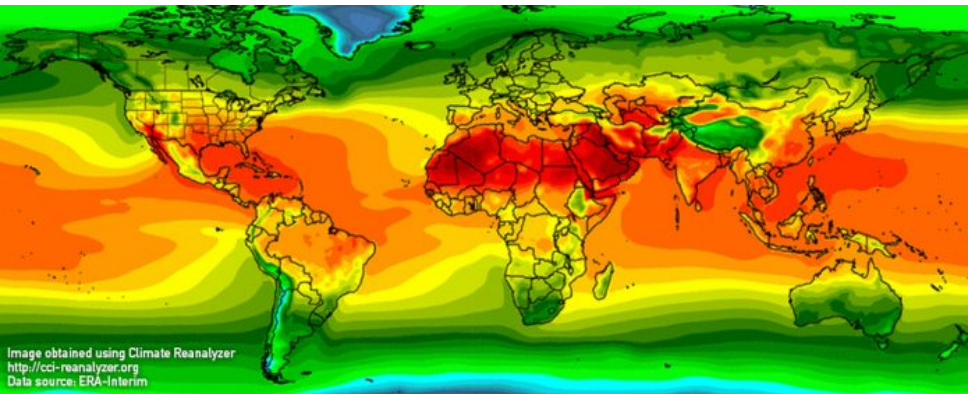 Image obtained using Climate Reanalyzer
http://cci-reanalyzer.org
Data source: ERA-Interim